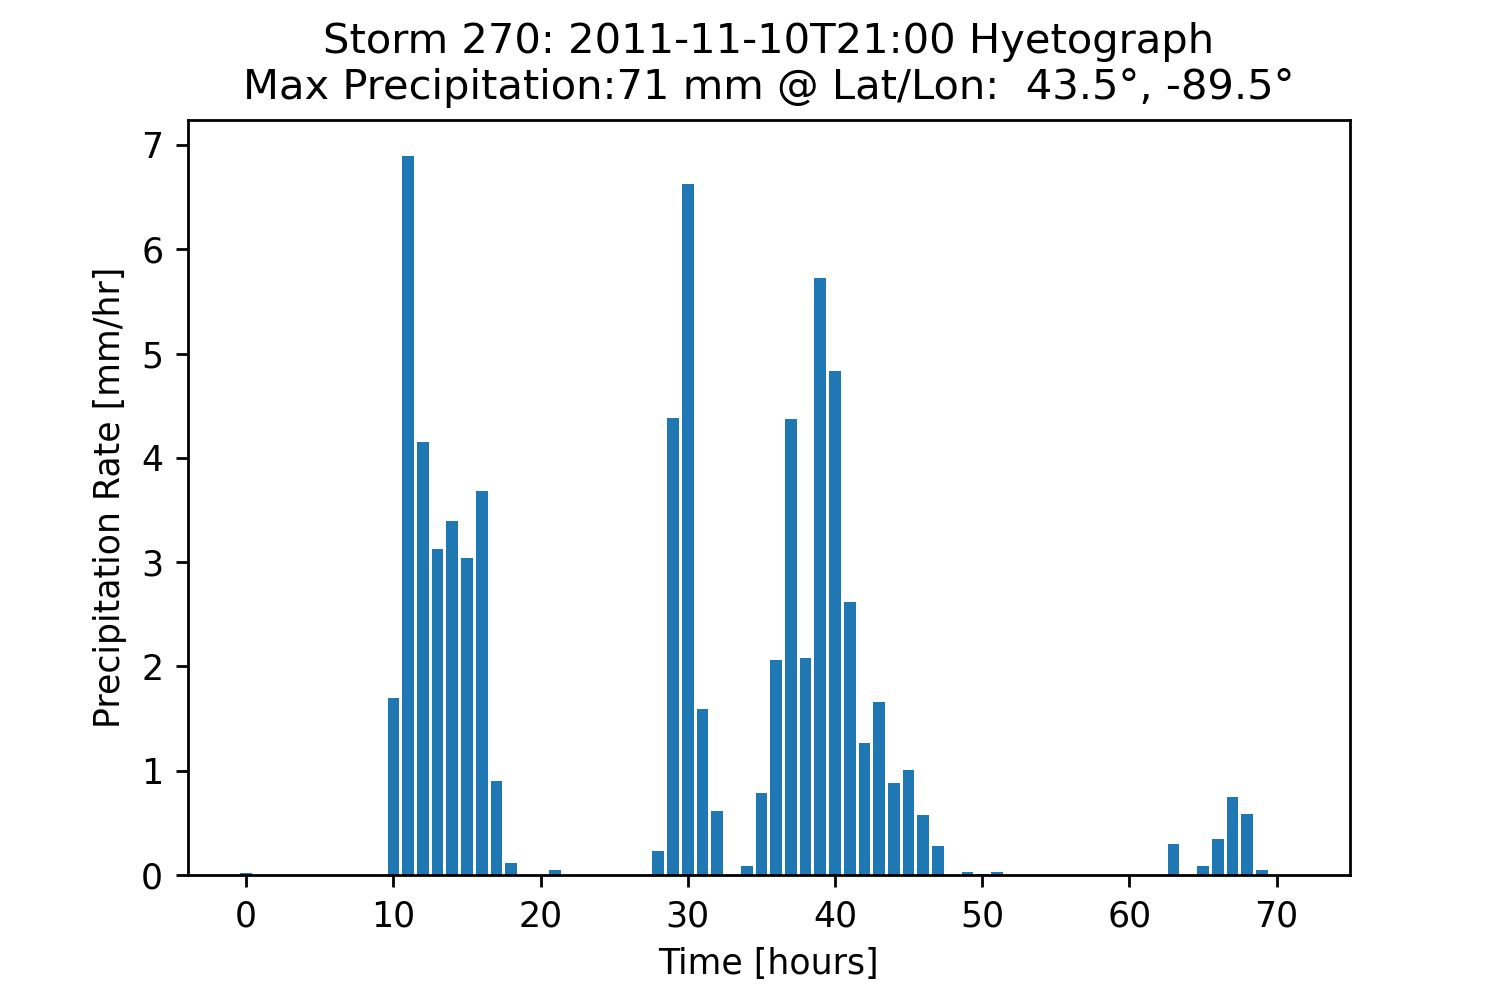 Storm 270: 2011-11-10T21:00 Hyetograph
Max Precipitation:71 mm @ Lat/Lon:  43.5°, -89.5°
7
6
5
4
3
2
1
0
Precipitation Rate [mm/hr]
0 10 20 30 40 50 60 70
Time [hours]